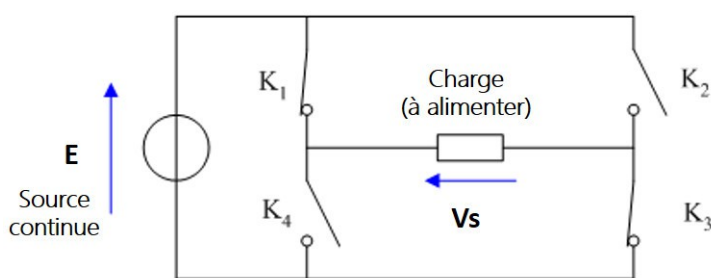 K1
K2
Charge
(à alimenter)
E
Source
continue
K4
Vs
K3